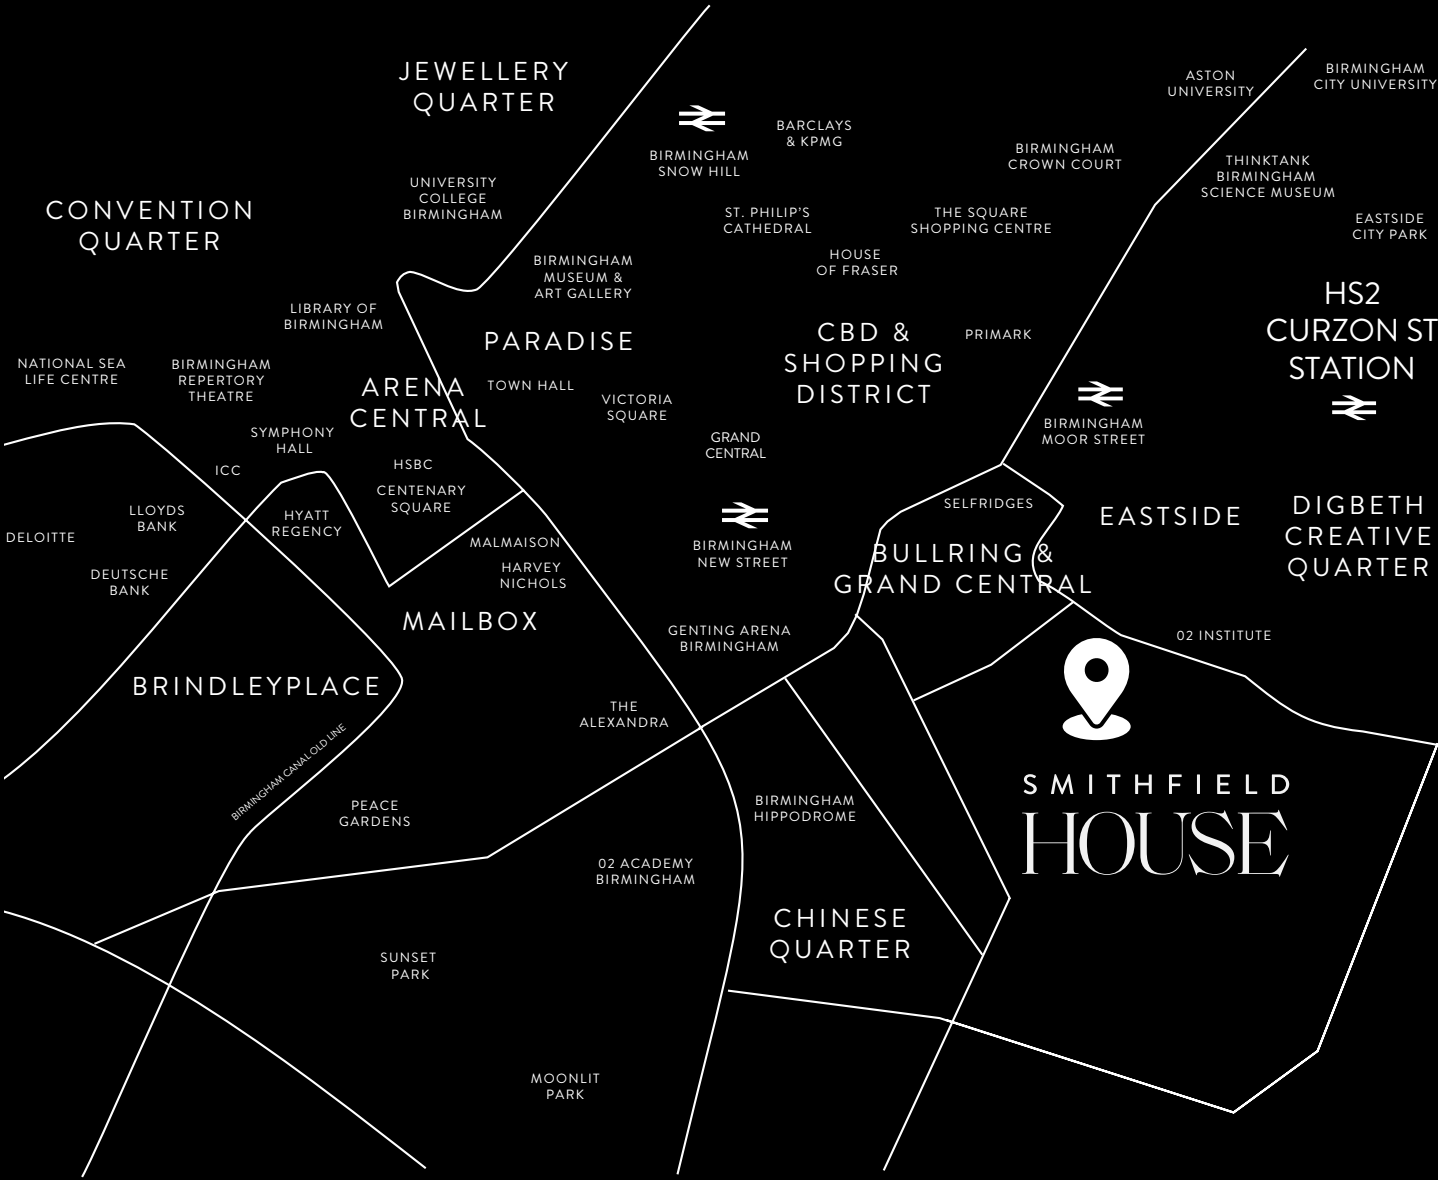 JEWELLERY
QUARTER
ASTON
UNIVERSITY
BIRMINGHAM
CITY UNIVERSITY
BARCLAYS
& KPMG
BIRMINGHAM
SNOW HILL
BIRMINGHAM
CROWN COURT
THINKTANK
BIRMINGHAM
SCIENCE MUSEUM
UNIVERSITY
COLLEGE
BIRMINGHAM
CONVENTION
QUARTER
ST. PHILIP'S
CATHEDRAL
THE SQUARE
SHOPPING CENTRE
EASTSIDE
CITY PARK
HOUSE
OF FRASER
BIRMINGHAM
MUSEUM &
ART GALLERY
HS2
CURZON ST
STATION
LIBRARY OF
BIRMINGHAM
PARADISE
CBD &
SHOPPING
DISTRICT
PRIMARK
NATIONAL SEA
LIFE CENTRE
BIRMINGHAM
REPERTORY
THEATRE
ARENA
CENTRAL
TOWN HALL
VICTORIA
SQUARE
BIRMINGHAM
MOOR STREET
SYMPHONY
HALL
GRAND
CENTRAL
ICC
HSBC
CENTENARY
SQUARE
SELFRIDGES
EASTSIDE
DIGBETH
CREATIVE
QUARTER
LLOYDS
BANK
HYATT
REGENCY
DELOITTE
MALMAISON
BIRMINGHAM
NEW STREET
BULLRING &
GRAND CENTRAL
HARVEY
NICHOLS
DEUTSCHE
BANK
MAILBOX
GENTING ARENA
BIRMINGHAM
02 INSTITUTE
BRINDLEYPLACE
THE
ALEXANDRA
BIRMINGHAM CANAL OLD LINE
SMITHFIELD
HOUSE
PEACE
GARDENS
BIRMINGHAM
HIPPODROME
02 ACADEMY
BIRMINGHAM
CHINESE
QUARTER
SUNSET
PARK
MOONLIT
PARK